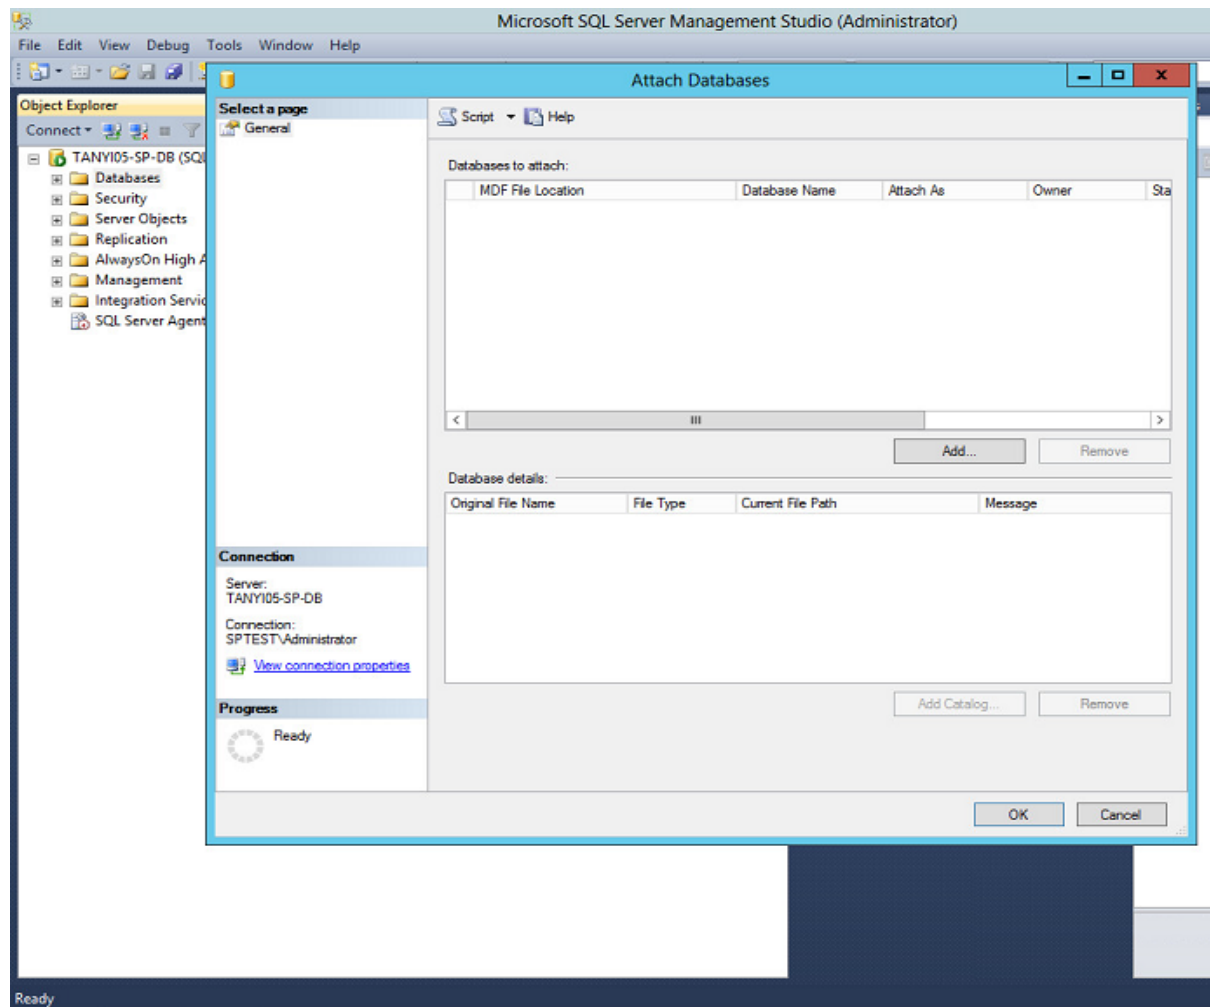 Microsoft SQL Server Management Studio (Administrator)
File Edit View Debug Tools Window Help
Attach Databases
Object Explorer
Connect
TANYI05-SP-DB (SQL
Databases
Security
Server Objects
Replication
AlwaysOn High A
Management
Integration Servic
SQL Server Agent
Select a page
General
Script Help
Databases to attach:
MDF File Location Database Name Attach As Owner Sta
Add... Remove
Database details:
Original File Name File Type Current File Path Message
Connection
Server:
TANYI05-SP-DB
Connection:
SPTEST\Administrator
View connection properties
Progress
Ready
Add Catalog... Remove
OK Cancel
Ready